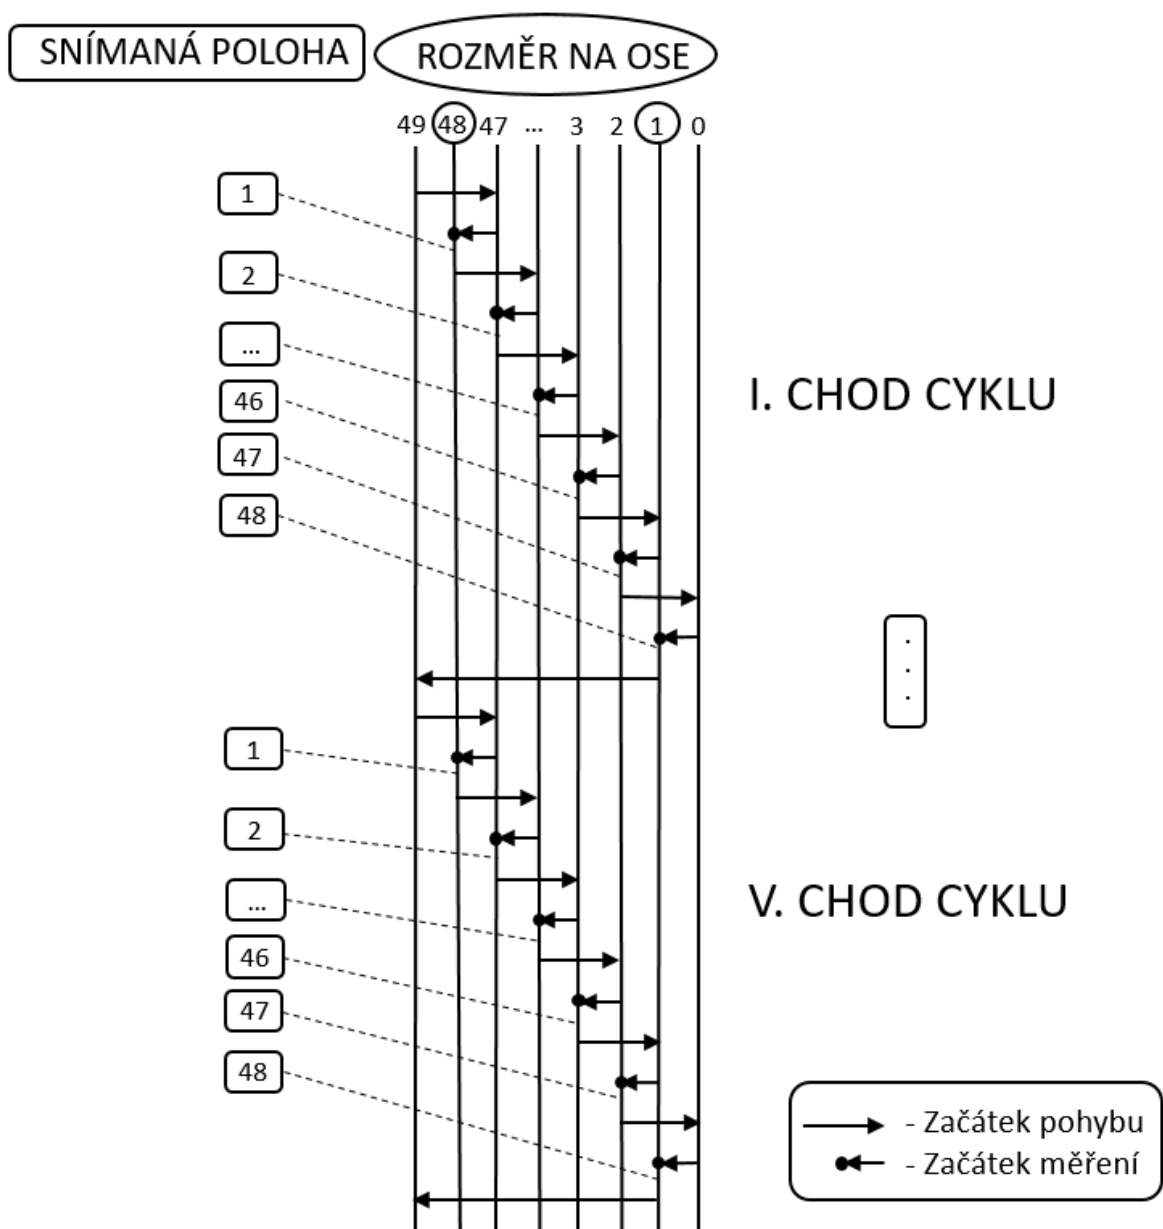 SNÍMANÁ POLOHA
ROZMĚR NA OSE
49 48 47 ... 3 2 1 0
1
2
...
46
47
48
I. CHOD CYKLU
. . .
1
2
...
46
47
48
V. CHOD CYKLU
- Začátek pohybu
- Začátek měření